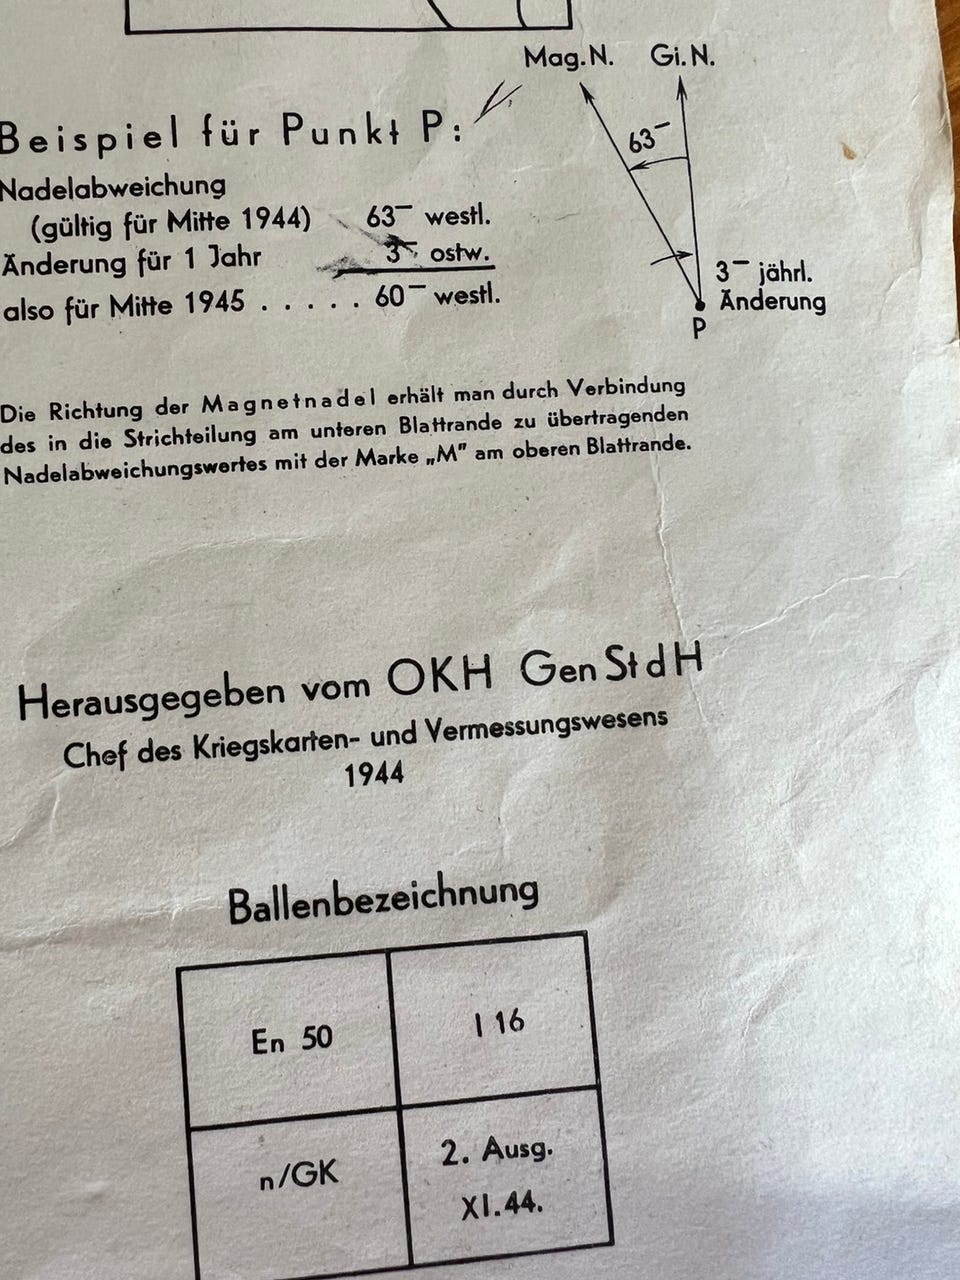 Mag.N. Gi.N.
Beispiel für Punkt P:
63⁻
Nadelabweichung
(gültig für Mitte 1944) 63⁻ westl.
Änderung für 1 Jahr 3⁻ ostw.
also für Mitte 1945 ..... 60⁻ westl.
3⁻ jährl.
Änderung
P
Die Richtung der Magnetnadel erhält man durch Verbindung
des in die Strichteilung am unteren Blattrande zu übertragenden
Nadelabweichungswertes mit der Marke „M" am oberen Blattrande.
Herausgegeben vom OKH Gen St d H
Chef des Kriegskarten- und Vermessungswesens
1944
Ballenbezeichnung
En 50
I 16
n/GK
2. Ausg.
XI.44.